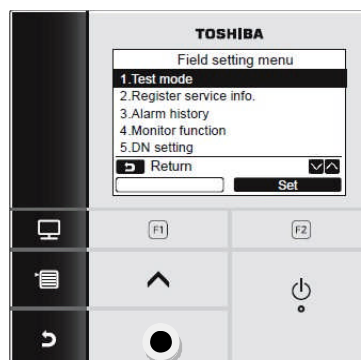 TOSHIBA
Field setting menu
1.Test mode
2.Register service info.
3.Alarm history
4.Monitor function
5.DN setting
Return
Set
F1
F2